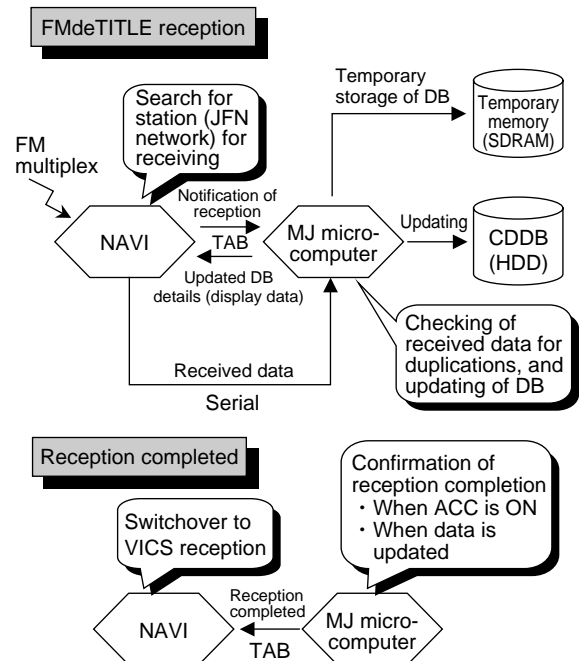 FMdeTITLE reception
Search for
station (JFN
network) for
receiving
FM
multiplex
NAVI
Notification of
reception
TAB
Updated DB
details (display data)
MJ micro-
computer
Temporary
storage of DB
Temporary
memory
(SDRAM)
Updating
CDDB
(HDD)
Checking of
received data for
duplications, and
updating of DB
Received data
Serial
Reception completed
Switchover to
VICS reception
Confirmation of
reception completion
・When ACC is ON
・When data is
updated
NAVI
Reception
completed
TAB
MJ micro-
computer